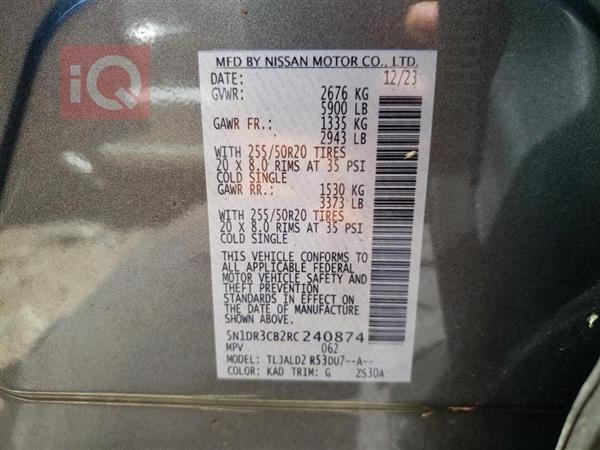 iQ
MFD BY NISSAN MOTOR CO., LTD.
DATE: 12/23
GVWR: 2676 KG
5900 LB
GAWR FR.: 1335 KG
2943 LB
WITH 255/50R20 TIRES
20 X 8.0 RIMS AT 35 PSI
COLD SINGLE
GAWR RR.: 1530 KG
3373 LB
WITH 255/50R20 TIRES
20 X 8.0 RIMS AT 35 PSI
COLD SINGLE
THIS VEHICLE CONFORMS TO
ALL APPLICABLE FEDERAL
MOTOR VEHICLE SAFETY AND
THEFT PREVENTION
STANDARDS IN EFFECT ON
THE DATE OF MANUFACTURE
SHOWN ABOVE.
5N1DR3CB2RC240874
MPV 062
MODEL: TLJALD2 R53DU7--A--
COLOR: KAD TRIM: G ZS30A